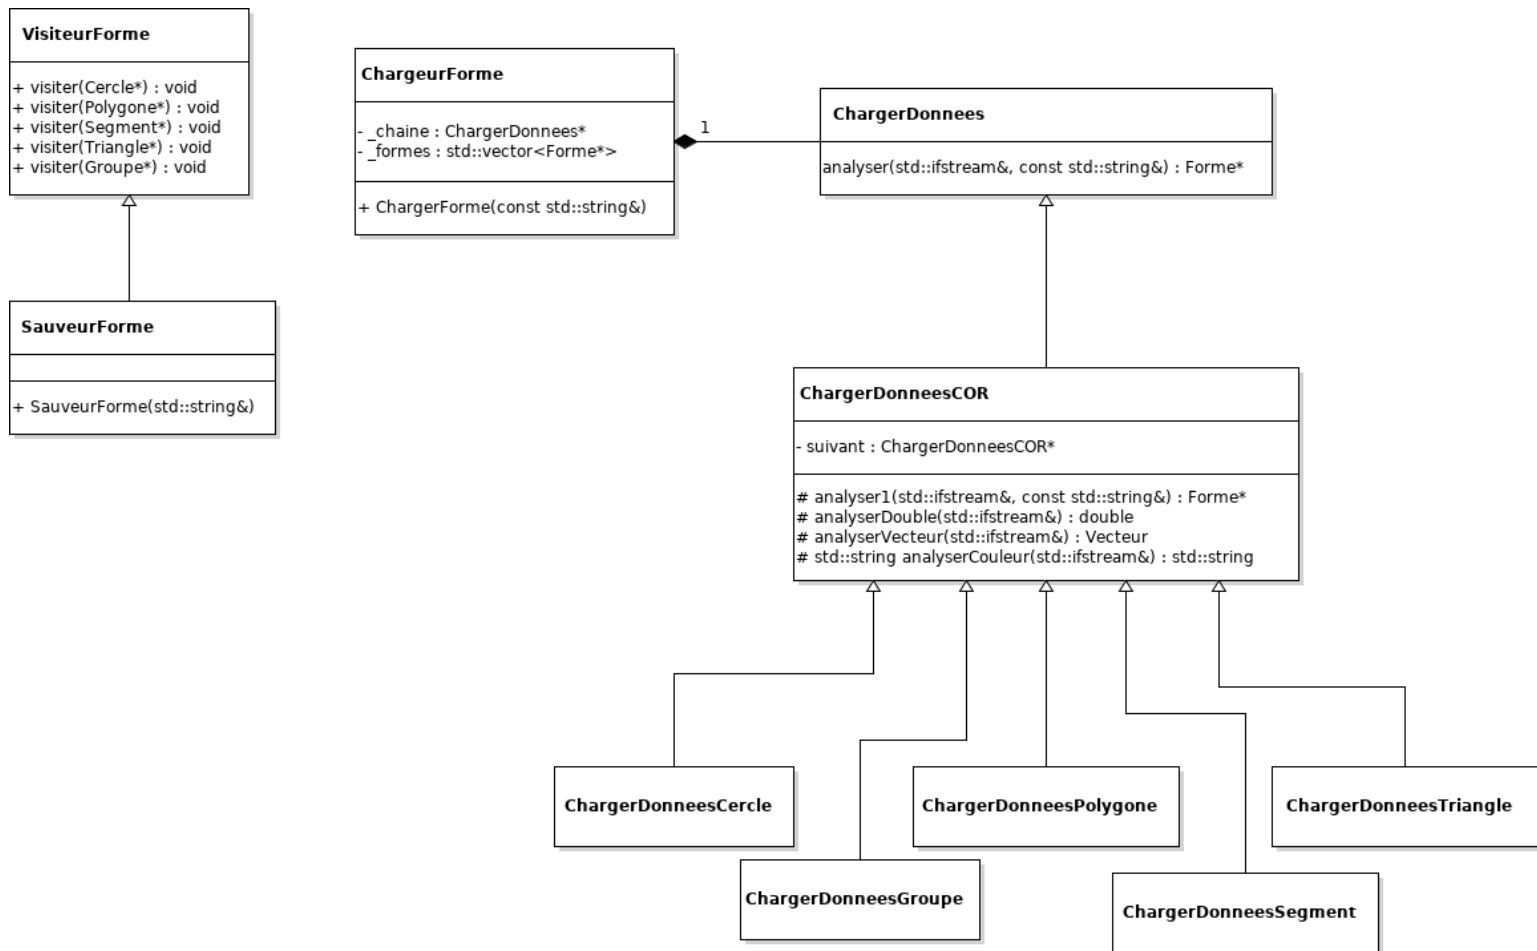 VisiteurForme
+ visiter(Cercle*) : void
+ visiter(Polygone*) : void
+ visiter(Segment*) : void
+ visiter(Triangle*) : void
+ visiter(Groupe*) : void
SauveurForme
+ SauveurForme(std::string&)
ChargeurForme
- _chaine : ChargerDonnees*
- _formes : std::vector<Forme*>
+ ChargerForme(const std::string&)
1
ChargerDonnees
analyser(std::ifstream&, const std::string&) : Forme*
ChargerDonneesCOR
- suivant : ChargerDonneesCOR*
# analyser1(std::ifstream&, const std::string&) : Forme*
# analyserDouble(std::ifstream&) : double
# analyserVecteur(std::ifstream&) : Vecteur
# std::string analyserCouleur(std::ifstream&) : std::string
ChargerDonneesCercle
ChargerDonneesPolygone
ChargerDonneesTriangle
ChargerDonneesGroupe
ChargerDonneesSegment